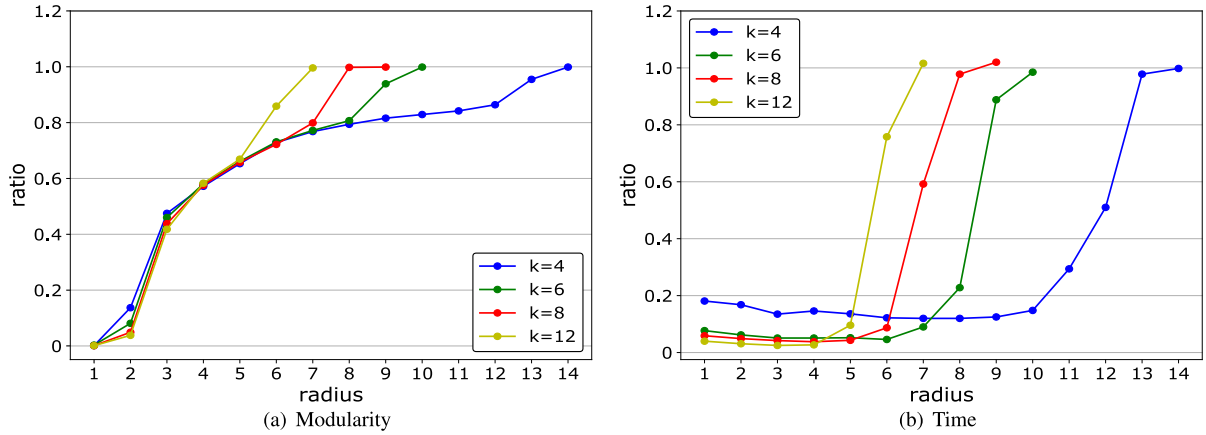 1.2
1.0
0.8
0.6
0.4
0.2
0
ratio
k=4
k=6
k=8
k=12
1 2 3 4 5 6 7 8 9 10 11 12 13 14
radius
(a) Modularity
1.2
1.0
0.8
0.6
0.4
0.2
0
ratio
k=4
k=6
k=8
k=12
1 2 3 4 5 6 7 8 9 10 11 12 13 14
radius
(b) Time